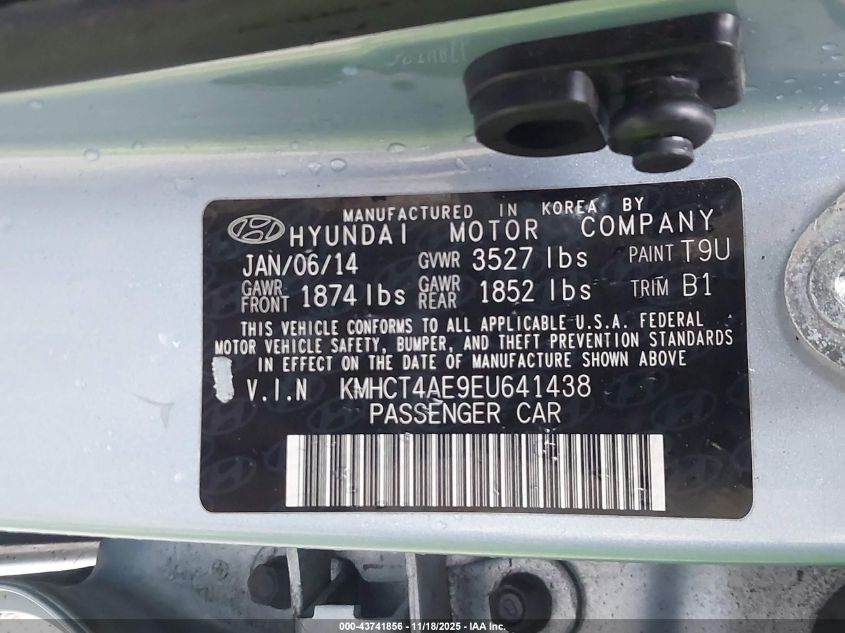 MANUFACTURED IN KOREA BY
HYUNDAI MOTOR COMPANY
JAN/06/14 GVWR 3527 lbs PAINT T9U
GAWR FRONT 1874 lbs GAWR REAR 1852 lbs TRIM B1
THIS VEHICLE CONFORMS TO ALL APPLICABLE U.S.A. FEDERAL
MOTOR VEHICLE SAFETY, BUMPER, AND THEFT PREVENTION STANDARDS
IN EFFECT ON THE DATE OF MANUFACTURE SHOWN ABOVE
V.I.N KMHCT4AE9EU641438
PASSENGER CAR
#DONT-43741856 | 11/18/2025 - IAA Inc.